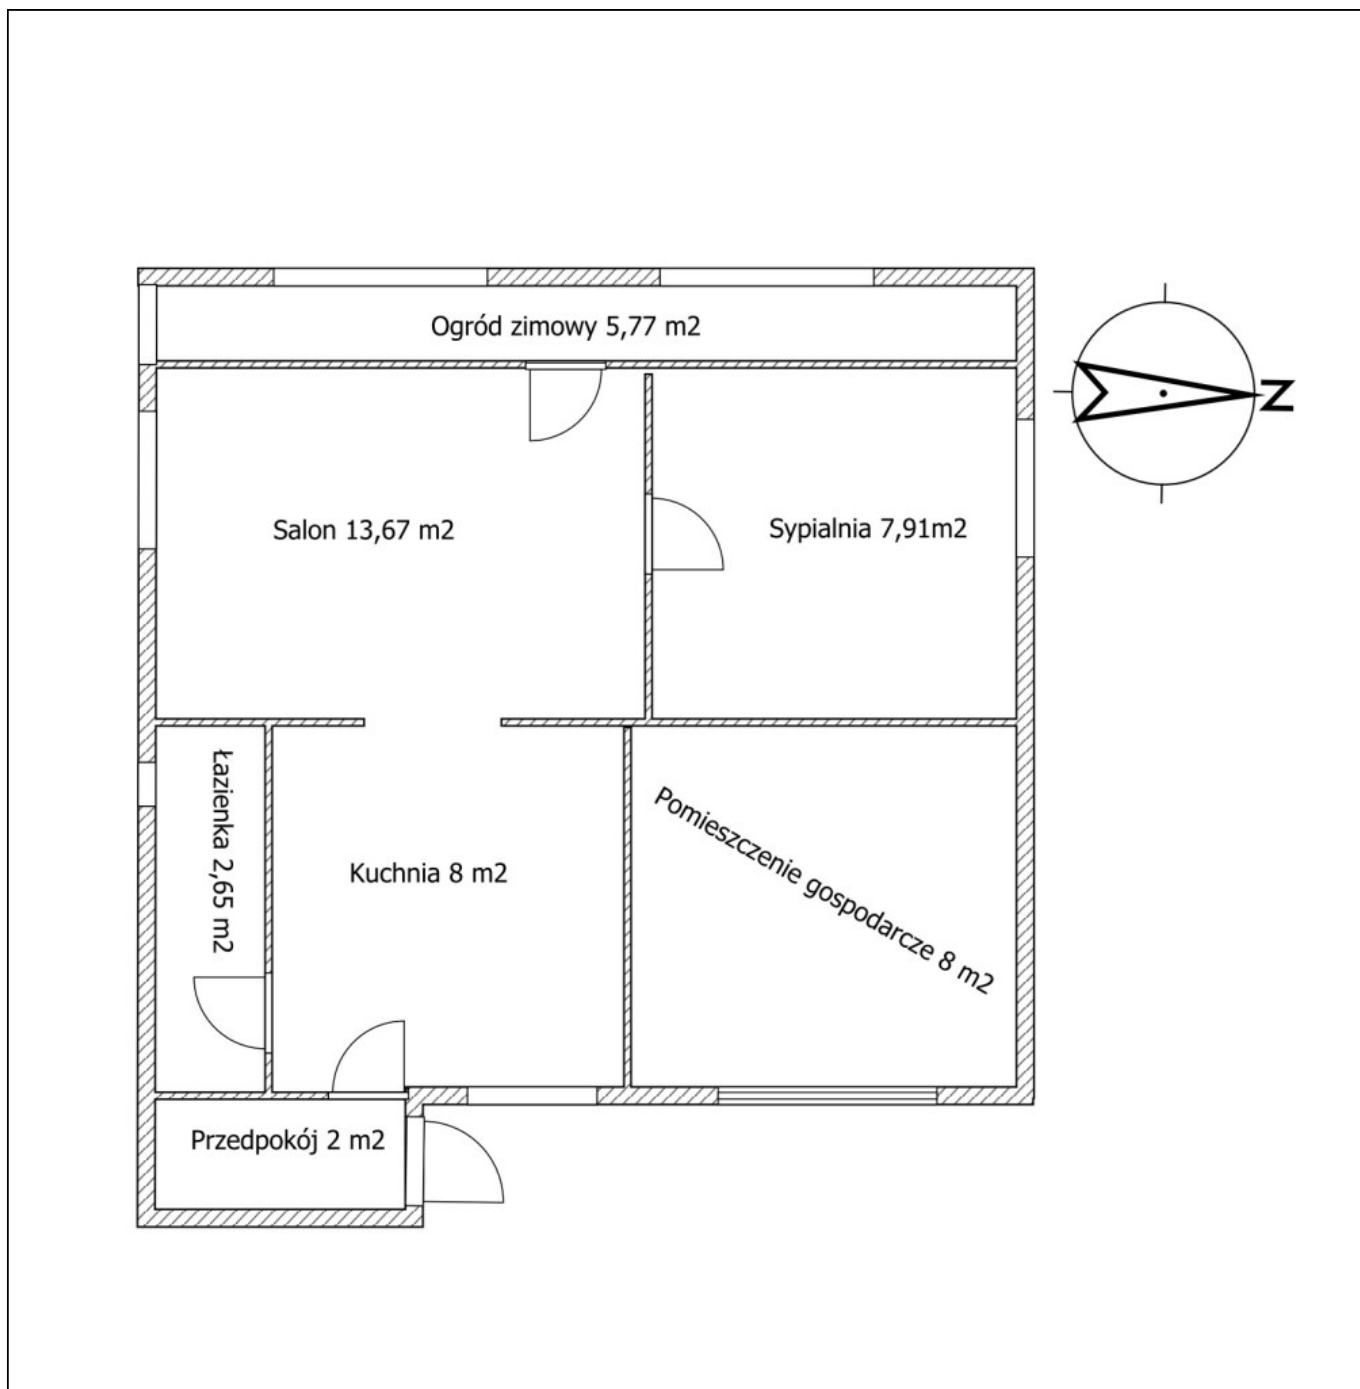 Ogród zimowy 5,77 m2
N
Salon 13,67 m2
Sypialnia 7,91m2
Łazienka 2,65 m2
Kuchnia 8 m2
Pomieszczenie gospodarcze 8 m2
Przedpokój 2 m2